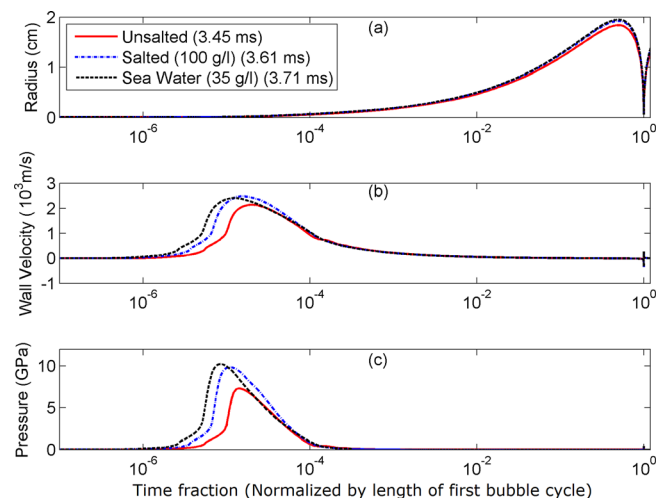 2
(a)
Unsalted (3.45 ms)
1
Salted (100 g/l) (3.61 ms)
Sea Water (35 g/l) (3.71 ms)
0
Radius (cm)
10^-6 10^-4 10^-2 10^0
3
(b)
2
1
0
-1
Wall Velocity (10^3m/s)
10^-6 10^-4 10^-2 10^0
(c)
10
5
0
Pressure (GPa)
10^-6 10^-4 10^-2 10^0
Time fraction (Normalized by length of first bubble cycle)